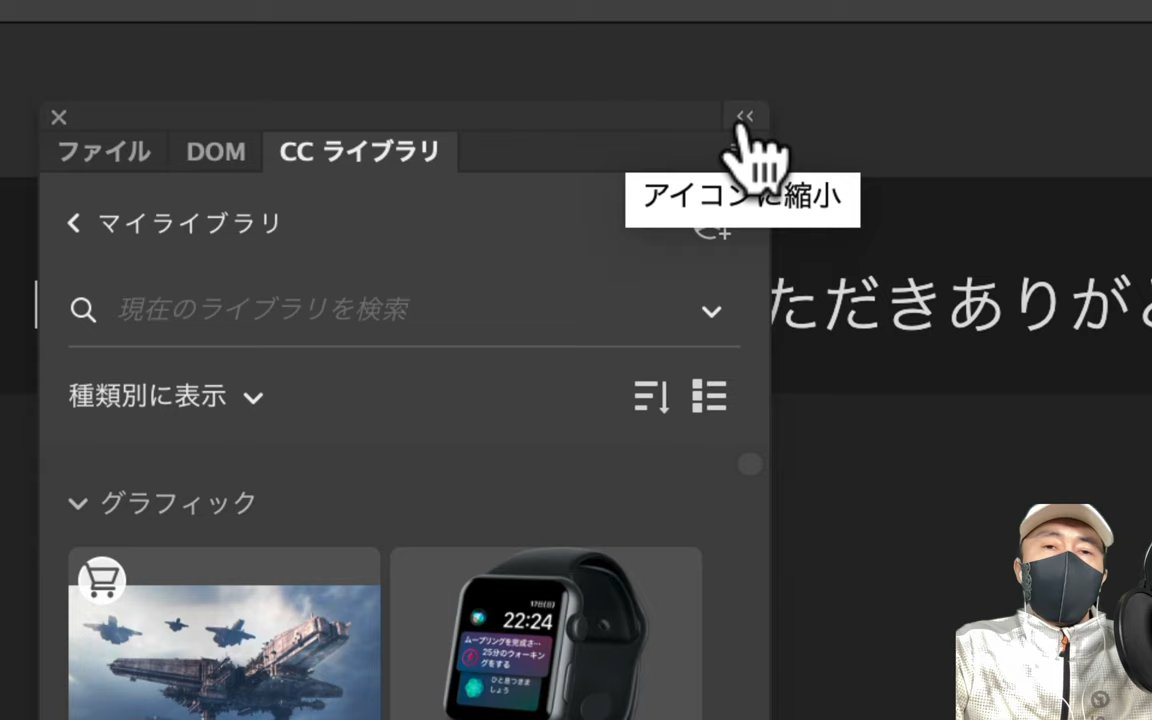 ファイル
DOM
CC ライブラリ
マイライブラリ
アイコンに縮小
現在のライブラリを検索
ただきありが
種類別に表示
グラフィック
17日(日)
22:24
ムーブリングを完成さ…
25分のウォーキン
グをする
ひと息つきま
しょう